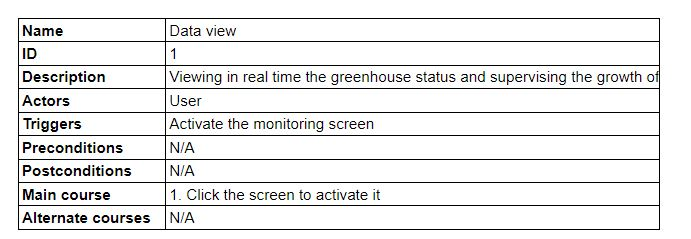 Name Data view
ID 1
Description Viewing in real time the greenhouse status and supervising the growth of
Actors User
Triggers Activate the monitoring screen
Preconditions N/A
Postconditions N/A
Main course 1. Click the screen to activate it
Alternate courses N/A